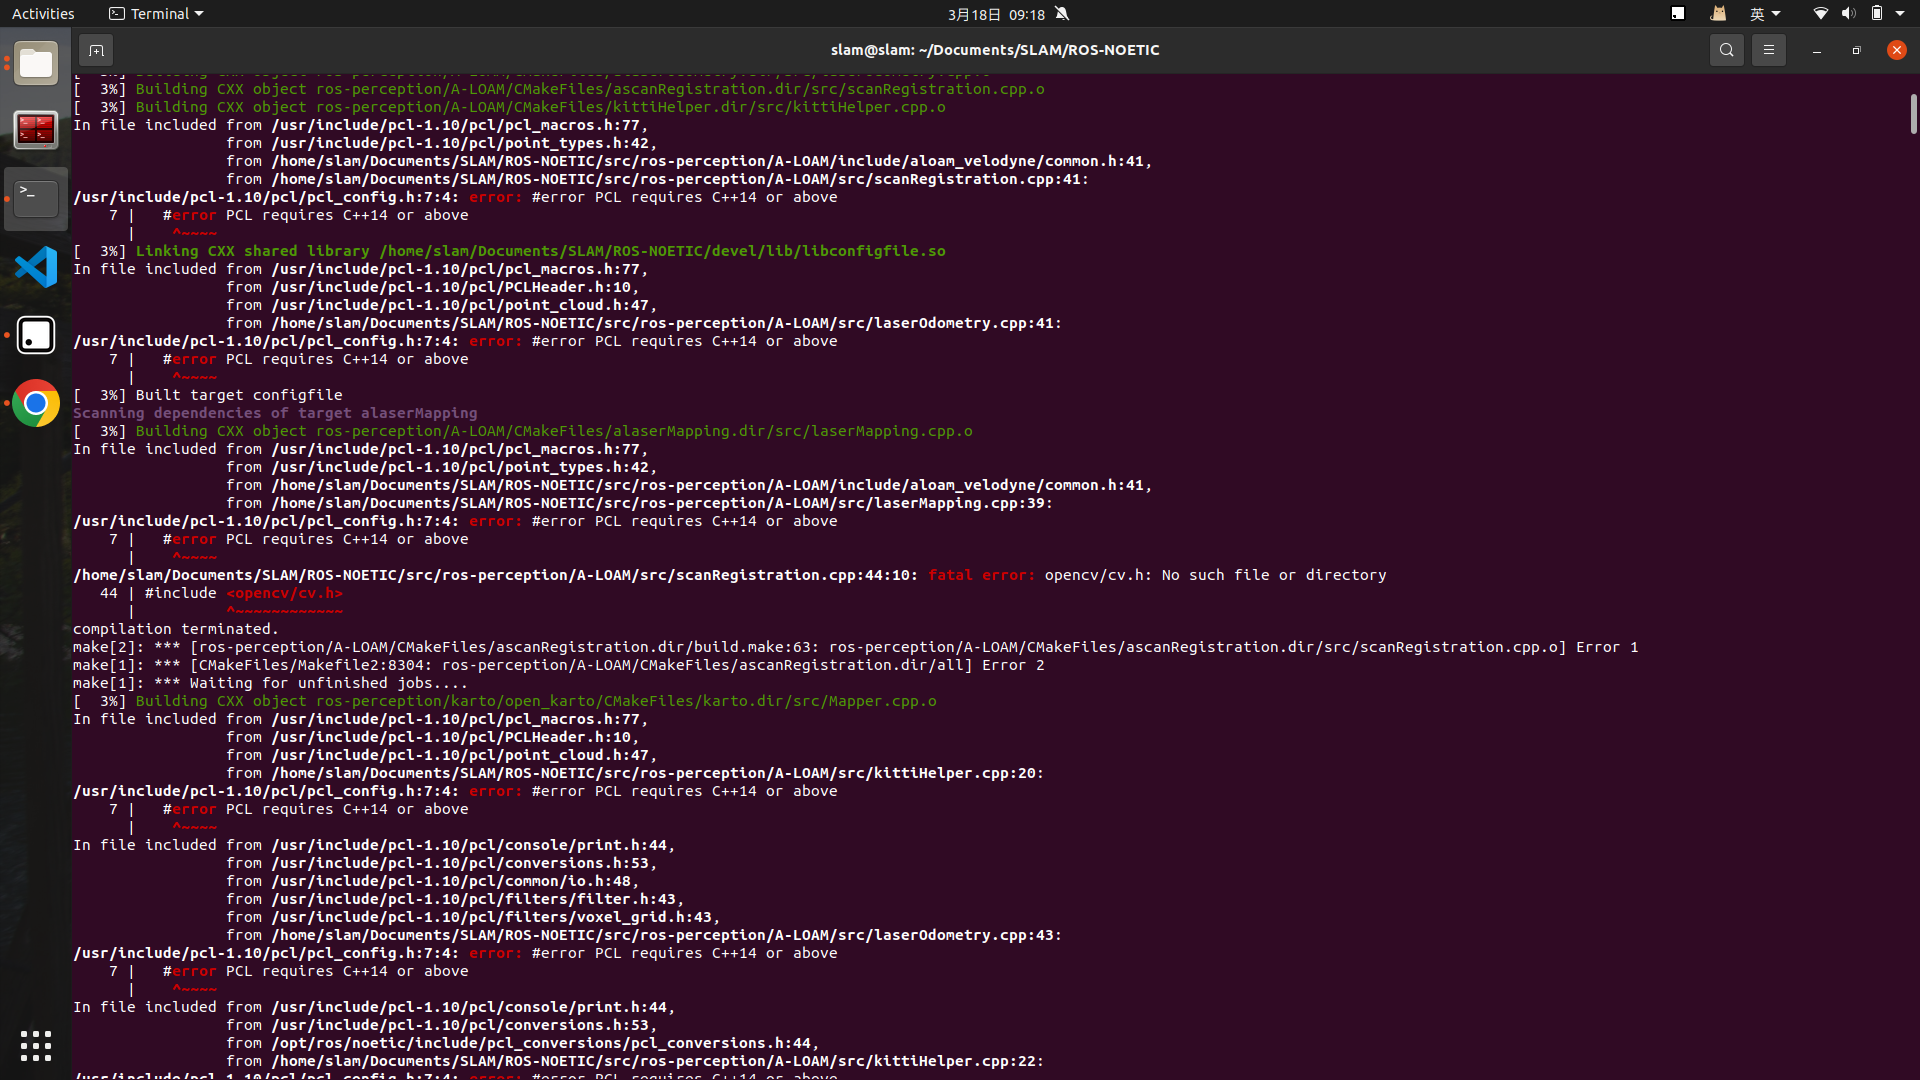 Activities
Terminal
3月18日 09:18
英
slam@slam: ~/Documents/SLAM/ROS-NOETIC
[  3%] Building CXX object ros-perception/A-LOAM/CMakeFiles/ascanRegistration.dir/src/scanRegistration.cpp.o
[  3%] Building CXX object ros-perception/A-LOAM/CMakeFiles/kittiHelper.dir/src/kittiHelper.cpp.o
In file included from /usr/include/pcl-1.10/pcl/pcl_macros.h:77,
from /usr/include/pcl-1.10/pcl/point_types.h:42,
from /home/slam/Documents/SLAM/ROS-NOETIC/src/ros-perception/A-LOAM/include/aloam_velodyne/common.h:41,
from /home/slam/Documents/SLAM/ROS-NOETIC/src/ros-perception/A-LOAM/src/scanRegistration.cpp:41:
/usr/include/pcl-1.10/pcl/pcl_config.h:7:4: error: #error PCL requires C++14 or above
7 |   #error PCL requires C++14 or above
|    ^~~~~
[  3%] Linking CXX shared library /home/slam/Documents/SLAM/ROS-NOETIC/devel/lib/libconfigfile.so
In file included from /usr/include/pcl-1.10/pcl/pcl_macros.h:77,
from /usr/include/pcl-1.10/pcl/PCLHeader.h:10,
from /usr/include/pcl-1.10/pcl/point_cloud.h:47,
from /home/slam/Documents/SLAM/ROS-NOETIC/src/ros-perception/A-LOAM/src/laserOdometry.cpp:41:
/usr/include/pcl-1.10/pcl/pcl_config.h:7:4: error: #error PCL requires C++14 or above
7 |   #error PCL requires C++14 or above
|    ^~~~~
[  3%] Built target configfile
Scanning dependencies of target alaserMapping
[  3%] Building CXX object ros-perception/A-LOAM/CMakeFiles/alaserMapping.dir/src/laserMapping.cpp.o
In file included from /usr/include/pcl-1.10/pcl/pcl_macros.h:77,
from /usr/include/pcl-1.10/pcl/point_types.h:42,
from /home/slam/Documents/SLAM/ROS-NOETIC/src/ros-perception/A-LOAM/include/aloam_velodyne/common.h:41,
from /home/slam/Documents/SLAM/ROS-NOETIC/src/ros-perception/A-LOAM/src/laserMapping.cpp:39:
/usr/include/pcl-1.10/pcl/pcl_config.h:7:4: error: #error PCL requires C++14 or above
7 |   #error PCL requires C++14 or above
|    ^~~~~
/home/slam/Documents/SLAM/ROS-NOETIC/src/ros-perception/A-LOAM/src/scanRegistration.cpp:44:10: fatal error: opencv/cv.h: No such file or directory
44 | #include <opencv/cv.h>
|          ^~~~~~~~~~~~~
compilation terminated.
make[2]: *** [ros-perception/A-LOAM/CMakeFiles/ascanRegistration.dir/build.make:63: ros-perception/A-LOAM/CMakeFiles/ascanRegistration.dir/src/scanRegistration.cpp.o] Error 1
make[1]: *** [CMakeFiles/Makefile2:8304: ros-perception/A-LOAM/CMakeFiles/ascanRegistration.dir/all] Error 2
make[1]: *** Waiting for unfinished jobs....
[  3%] Building CXX object ros-perception/karto/open_karto/CMakeFiles/karto.dir/src/Mapper.cpp.o
In file included from /usr/include/pcl-1.10/pcl/pcl_macros.h:77,
from /usr/include/pcl-1.10/pcl/PCLHeader.h:10,
from /usr/include/pcl-1.10/pcl/point_cloud.h:47,
from /home/slam/Documents/SLAM/ROS-NOETIC/src/ros-perception/A-LOAM/src/kittiHelper.cpp:20:
/usr/include/pcl-1.10/pcl/pcl_config.h:7:4: error: #error PCL requires C++14 or above
7 |   #error PCL requires C++14 or above
|    ^~~~~
In file included from /usr/include/pcl-1.10/pcl/console/print.h:44,
from /usr/include/pcl-1.10/pcl/conversions.h:53,
from /usr/include/pcl-1.10/pcl/common/io.h:48,
from /usr/include/pcl-1.10/pcl/filters/filter.h:43,
from /usr/include/pcl-1.10/pcl/filters/voxel_grid.h:43,
from /home/slam/Documents/SLAM/ROS-NOETIC/src/ros-perception/A-LOAM/src/laserOdometry.cpp:43:
/usr/include/pcl-1.10/pcl/pcl_config.h:7:4: error: #error PCL requires C++14 or above
7 |   #error PCL requires C++14 or above
|    ^~~~~
In file included from /usr/include/pcl-1.10/pcl/console/print.h:44,
from /usr/include/pcl-1.10/pcl/conversions.h:53,
from /opt/ros/noetic/include/pcl_conversions/pcl_conversions.h:44,
from /home/slam/Documents/SLAM/ROS-NOETIC/src/ros-perception/A-LOAM/src/kittiHelper.cpp:22:
/usr/include/pcl-1.10/pcl/pcl_config.h:7:4: error: #error PCL requires C++14 or above